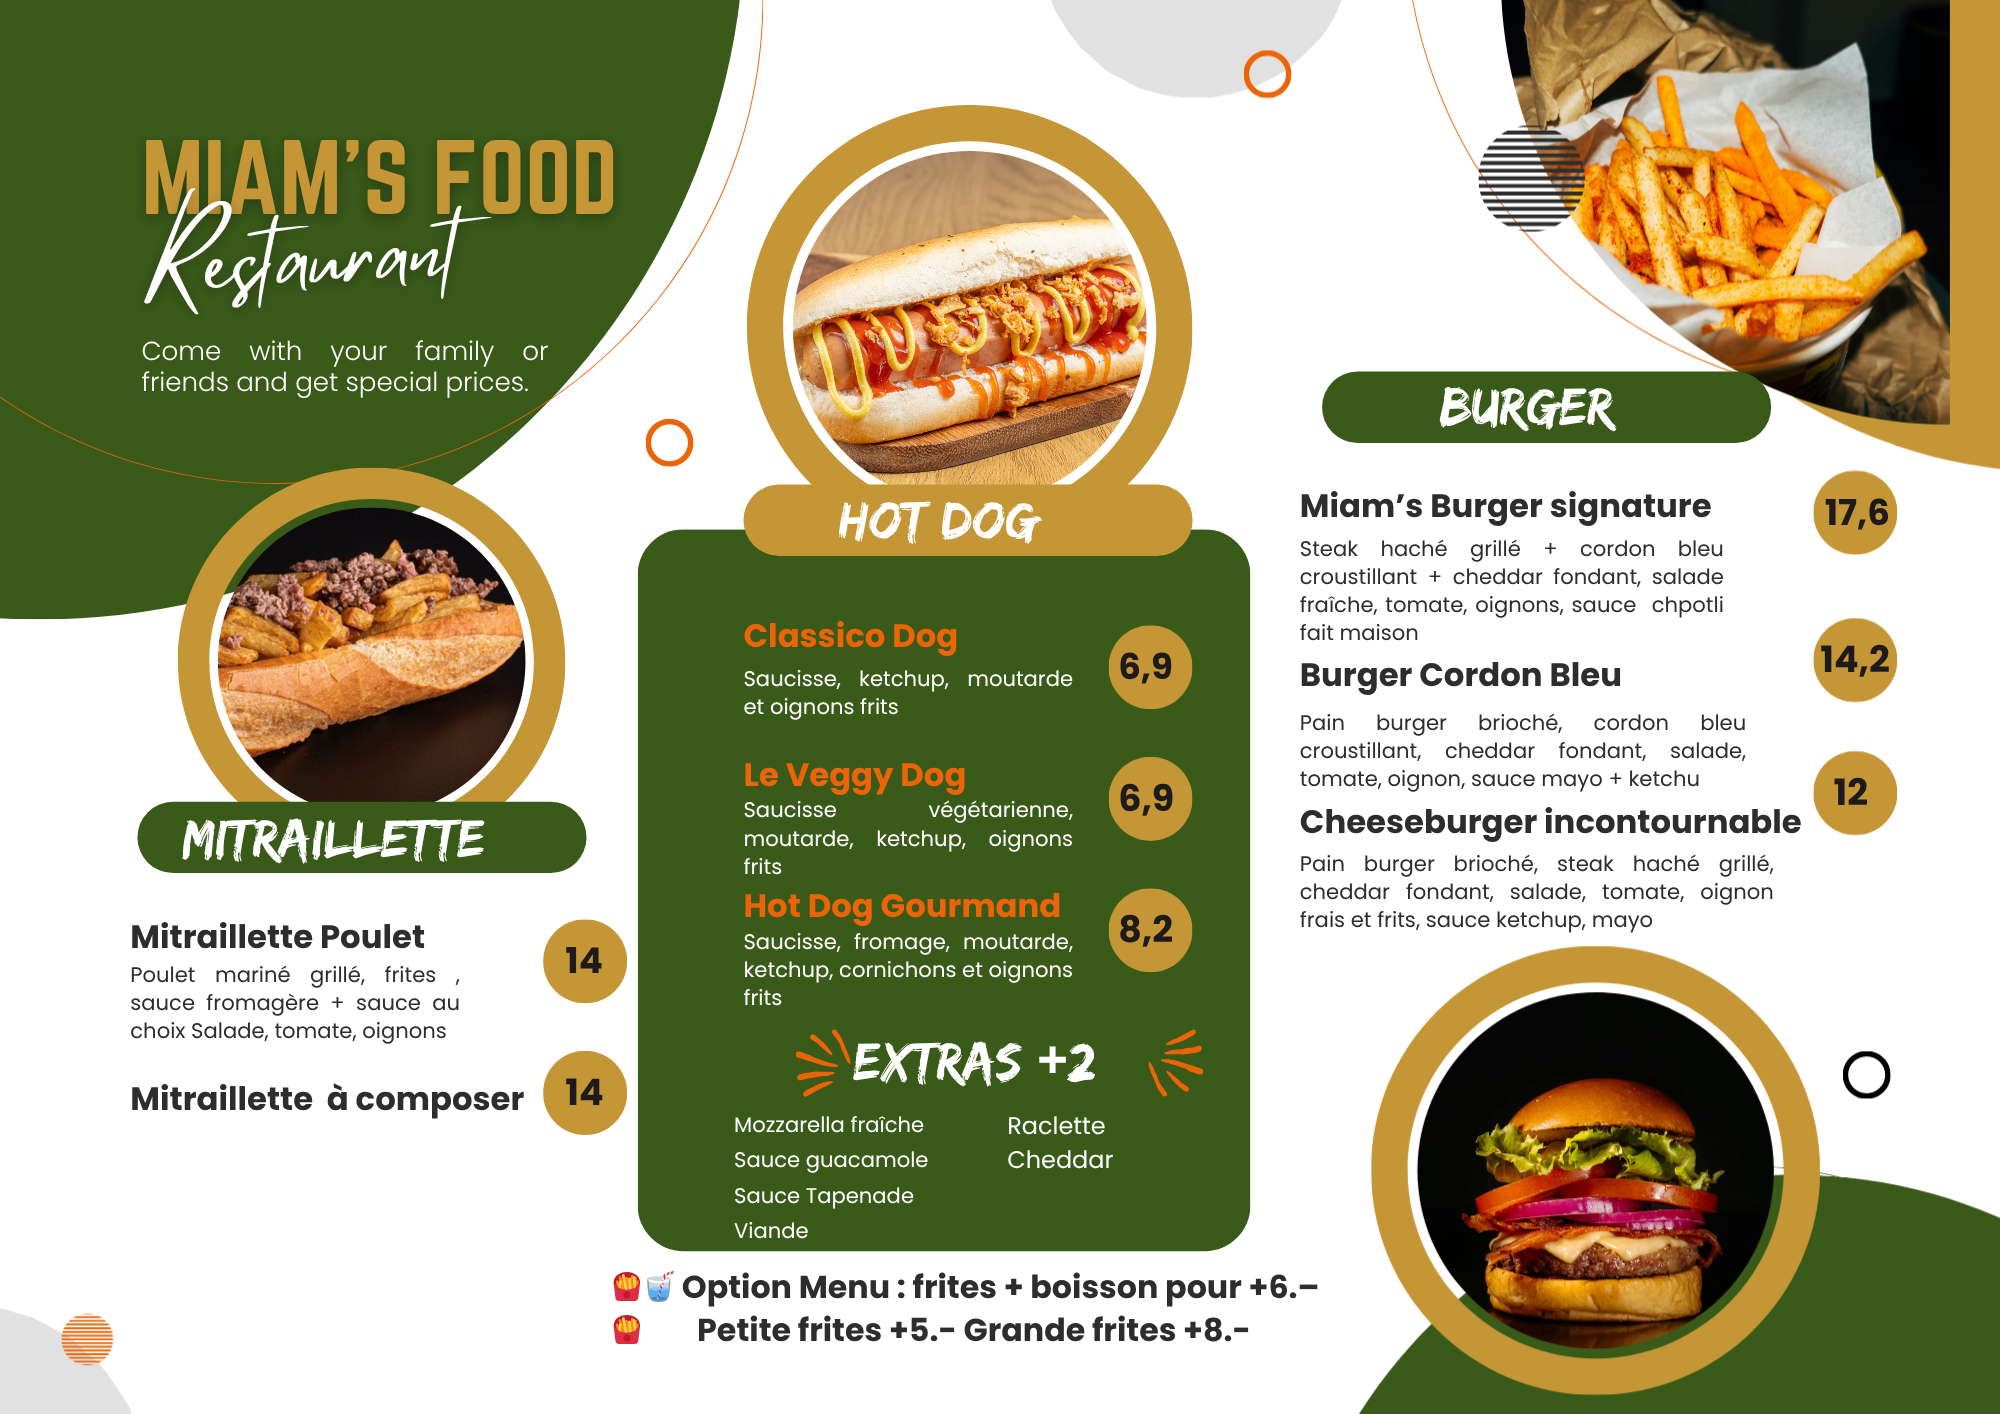 MIAM'S FOOD
Restaurant
Come with your family or
friends and get special prices.
MITRAILLETTE
Mitraillette Poulet
14
Poulet mariné grillé, frites ,
sauce fromagère + sauce au
choix Salade, tomate, oignons
Mitraillette à composer
14
HOT DOG
Classico Dog
6,9
Saucisse, ketchup, moutarde
et oignons frits
Le Veggy Dog
6,9
Saucisse végétarienne,
moutarde, ketchup, oignons
frits
Hot Dog Gourmand
8,2
Saucisse, fromage, moutarde,
ketchup, cornichons et oignons
frits
EXTRAS +2
Mozzarella fraîche
Sauce guacamole
Sauce Tapenade
Viande
Raclette
Cheddar
Option Menu : frites + boisson pour +6.–
Petite frites +5.- Grande frites +8.-
BURGER
Miam's Burger signature
17,6
Steak haché grillé + cordon bleu
croustillant + cheddar fondant, salade
fraîche, tomate, oignons, sauce chpotli
fait maison
Burger Cordon Bleu
14,2
Pain burger brioché, cordon bleu
croustillant, cheddar fondant, salade,
tomate, oignon, sauce mayo + ketchu
Cheeseburger incontournable
12
Pain burger brioché, steak haché grillé,
cheddar fondant, salade, tomate, oignon
frais et frits, sauce ketchup, mayo